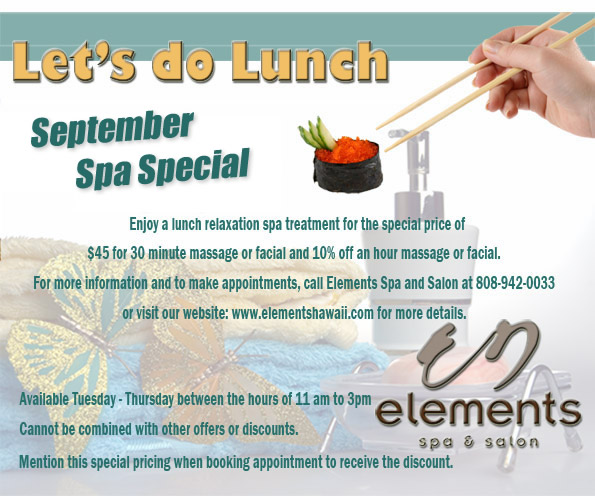 Let's do Lunch
September
Spa Special
Enjoy a lunch relaxation spa treatment for the special price of
$45 for 30 minute massage or facial and 10% off an hour massage or facial.
For more information and to make appointments, call Elements Spa and Salon at 808-942-0033
or visit our website: www.elementshawaii.com for more details.
Available Tuesday - Thursday between the hours of 11 am to 3pm
Cannot be combined with other offers or discounts.
Mention this special pricing when booking appointment to receive the discount.
elements
spa & salon